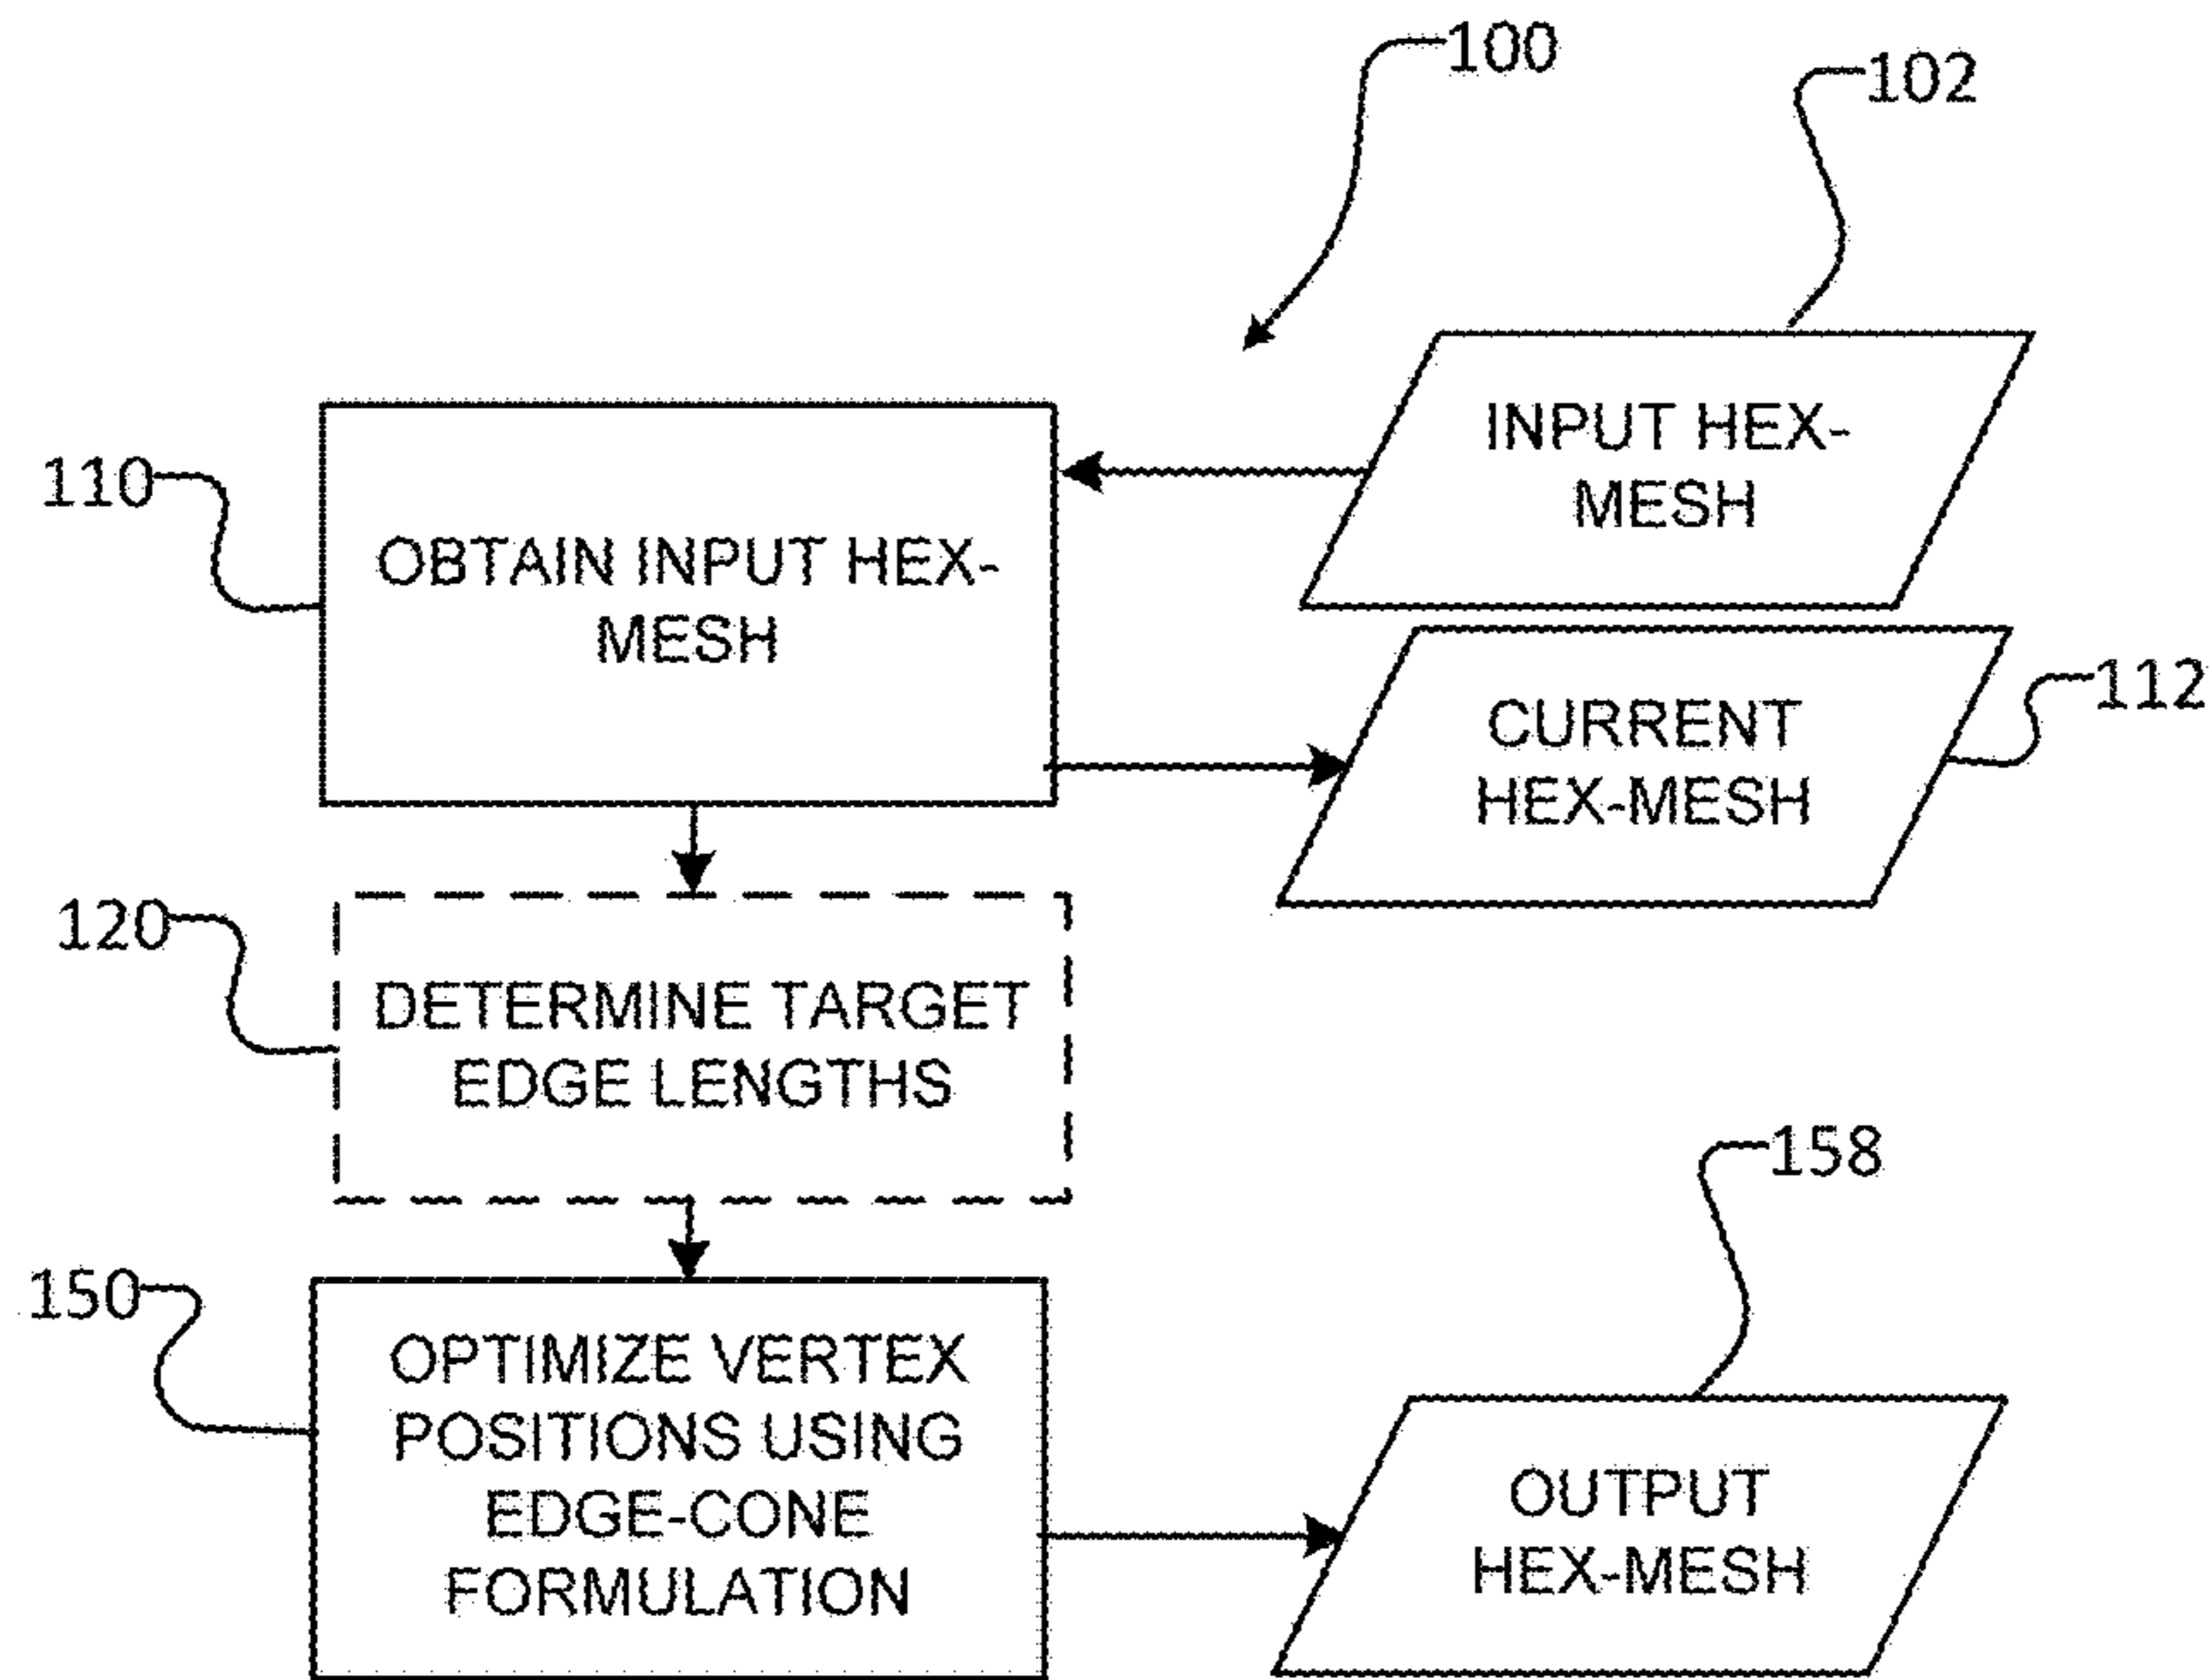 100
102
INPUT HEX-
MESH
110
OBTAIN INPUT HEX-
MESH
112
CURRENT
HEX-MESH
120
DETERMINE TARGET
EDGE LENGTHS
158
150
OPTIMIZE VERTEX
POSITIONS USING
EDGE-CONE
FORMULATION
OUTPUT
HEX-MESH